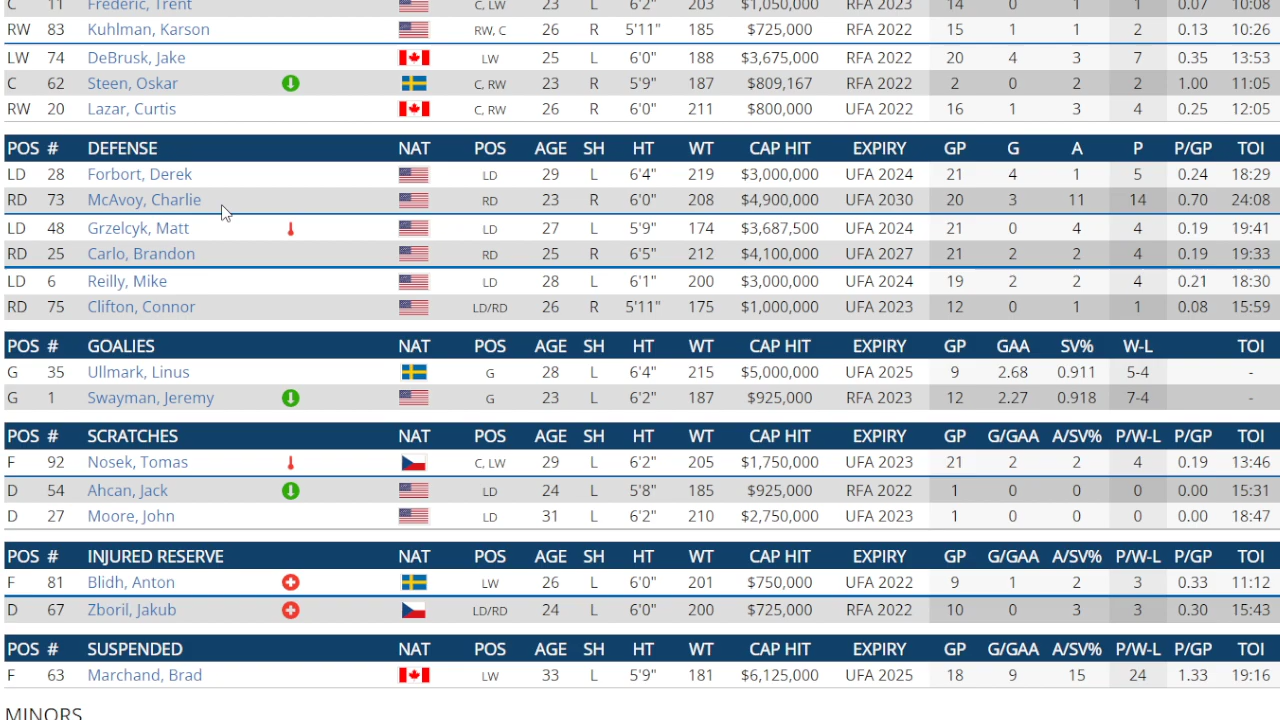 C 11 Frederic, Trent C, LW 23 L 6'2" 203 $1,050,000 RFA 2023 14 0 1 1 0.07 10:08
RW 83 Kuhlman, Karson RW, C 26 R 5'11" 185 $725,000 RFA 2022 15 1 1 2 0.13 10:26
LW 74 DeBrusk, Jake LW 25 L 6'0" 188 $3,675,000 RFA 2022 20 4 3 7 0.35 13:53
C 62 Steen, Oskar C, RW 23 R 5'9" 187 $809,167 RFA 2022 2 0 2 2 1.00 11:05
RW 20 Lazar, Curtis C, RW 26 R 6'0" 211 $800,000 UFA 2022 16 1 3 4 0.25 12:05
POS # DEFENSE NAT POS AGE SH HT WT CAP HIT EXPIRY GP G A P P/GP TOI
LD 28 Forbort, Derek LD 29 L 6'4" 219 $3,000,000 UFA 2024 21 4 1 5 0.24 18:29
RD 73 McAvoy, Charlie RD 23 R 6'0" 208 $4,900,000 UFA 2030 20 3 11 14 0.70 24:08
LD 48 Grzelcyk, Matt LD 27 L 5'9" 174 $3,687,500 UFA 2024 21 0 4 4 0.19 19:41
RD 25 Carlo, Brandon RD 25 R 6'5" 212 $4,100,000 UFA 2027 21 2 2 4 0.19 19:33
LD 6 Reilly, Mike LD 28 L 6'1" 200 $3,000,000 UFA 2024 19 2 2 4 0.21 18:30
RD 75 Clifton, Connor LD/RD 26 R 5'11" 175 $1,000,000 UFA 2023 12 0 1 1 0.08 15:59
POS # GOALIES NAT POS AGE SH HT WT CAP HIT EXPIRY GP GAA SV% W-L TOI
G 35 Ullmark, Linus G 28 L 6'4" 215 $5,000,000 UFA 2025 9 2.68 0.911 5-4 -
G 1 Swayman, Jeremy G 23 L 6'2" 187 $925,000 RFA 2023 12 2.27 0.918 7-4 -
POS # SCRATCHES NAT POS AGE SH HT WT CAP HIT EXPIRY GP G/GAA A/SV% P/W-L P/GP TOI
F 92 Nosek, Tomas C, LW 29 L 6'2" 205 $1,750,000 UFA 2023 21 2 2 4 0.19 13:46
D 54 Ahcan, Jack LD 24 L 5'8" 185 $925,000 RFA 2022 1 0 0 0 0.00 15:31
D 27 Moore, John LD 31 L 6'2" 210 $2,750,000 UFA 2023 1 0 0 0 0.00 18:47
POS # INJURED RESERVE NAT POS AGE SH HT WT CAP HIT EXPIRY GP G/GAA A/SV% P/W-L P/GP TOI
F 81 Blidh, Anton LW 26 L 6'0" 201 $750,000 UFA 2022 9 1 2 3 0.33 11:12
D 67 Zboril, Jakub LD/RD 24 L 6'0" 200 $725,000 RFA 2022 10 0 3 3 0.30 15:43
POS # SUSPENDED NAT POS AGE SH HT WT CAP HIT EXPIRY GP G/GAA A/SV% P/W-L P/GP TOI
F 63 Marchand, Brad LW 33 L 5'9" 181 $6,125,000 UFA 2025 18 9 15 24 1.33 19:16
MINORS